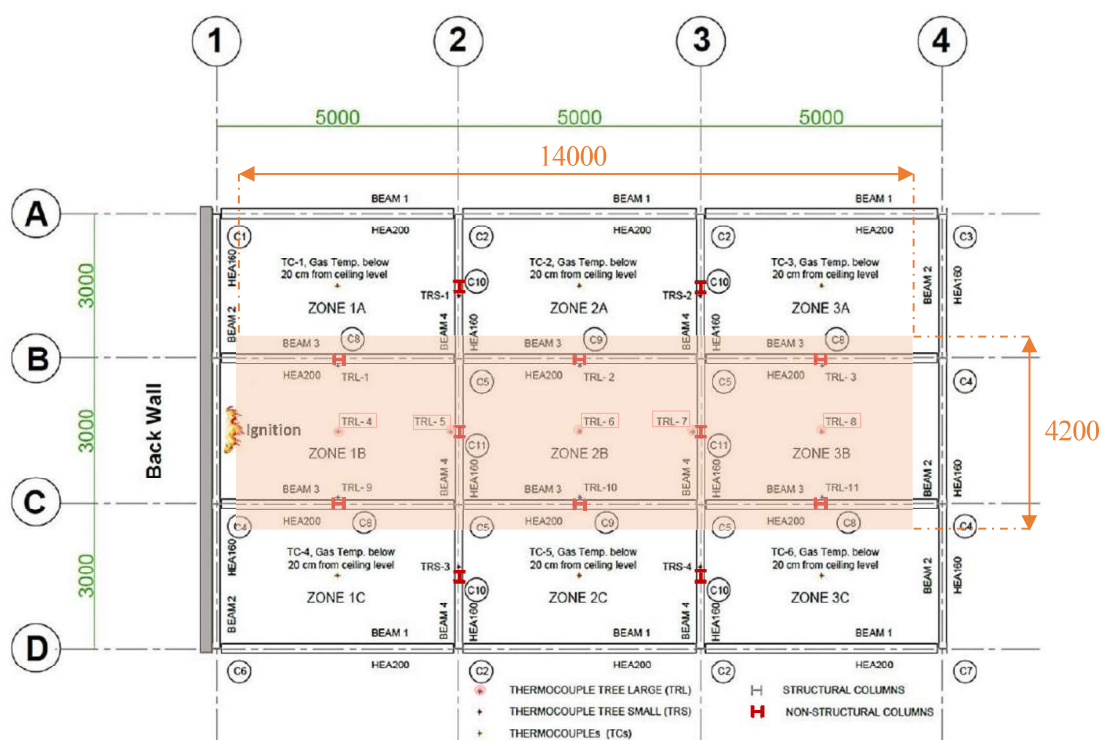 1 2 3 4
5000 5000 5000
14000
BEAM 1 BEAM 1 BEAM 1
A
HEA200 HEA200 HEA200
C1 C2 C2 C3
HEA160 BEAM 2 HEA160
TC-1, Gas Temp. below TC-2, Gas Temp. below TC-3, Gas Temp. below
20 cm from ceiling level 20 cm from ceiling level 20 cm from ceiling level
3000
C10 C10
TRS-1 TRS-2
ZONE 1A ZONE 2A ZONE 3A
BEAM 2 BEAM 4 HEA160 BEAM 4 HEA160
C8 C9 C8
BEAM 3 BEAM 3 BEAM 3
B
HEA200 TRL-1 HEA200 TRL- 2 HEA200 TRL- 3
C5 C5 C4
Back Wall
3000
Ignition
TRL- 4 TRL- 5 TRL- 6 TRL- 7 TRL- 8
4200
C11 C11
ZONE 1B ZONE 2B ZONE 3B
BEAM 4 HEA160 BEAM 4 HEA160 BEAM 2 HEA160
BEAM 3 TRL- 9 BEAM 3 TRL-10 BEAM 3 TRL-11
C
C4 HEA200 C8 C5 HEA200 C9 C5 HEA200 C8 C4
HEA160 BEAM 2 HEA160
TC-4, Gas Temp. below TC-5, Gas Temp. below TC-6, Gas Temp. below
20 cm from ceiling level 20 cm from ceiling level 20 cm from ceiling level
3000
TRS-3 TRS-4
C10 C10
ZONE 1C ZONE 2C ZONE 3C
BEAM2 BEAM 4 HEA160 BEAM 4 HEA160
BEAM 1 BEAM 1 BEAM 1
D
HEA200 HEA200 HEA200
C6 C2 C2 C7
THERMOCOUPLE TREE LARGE (TRL) STRUCTURAL COLUMNS
THERMOCOUPLE TREE SMALL (TRS) NON-STRUCTURAL COLUMNS
THERMOCOUPLEs (TCs)